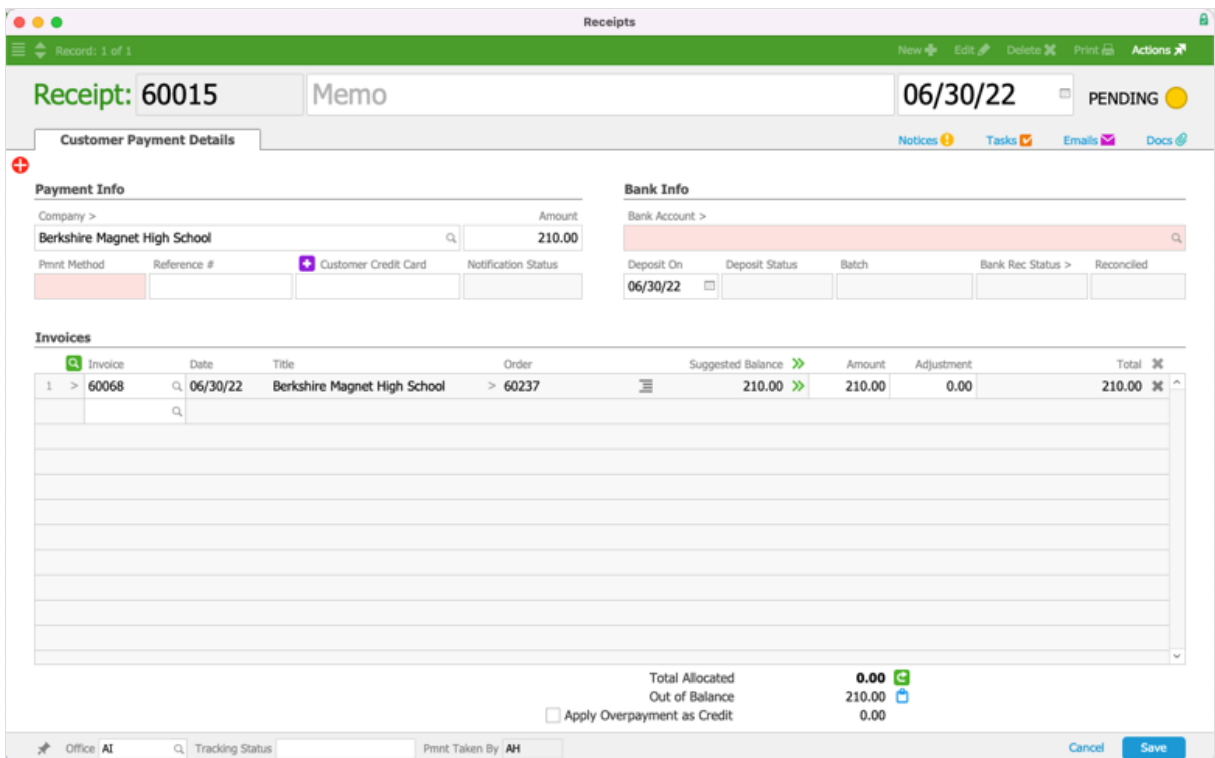 Receipts
Record: 1 of 1 New Edit Delete Print Actions
Receipt: 60015 Memo 06/30/22 PENDING
Customer Payment Details Notices Tasks Emails Docs
Payment Info Bank Info
Company > Amount Bank Account >
Berkshire Magnet High School 210.00
Pmnt Method Reference # Customer Credit Card Notification Status Deposit On Deposit Status Batch Bank Rec Status > Reconciled
06/30/22
Invoices
Invoice Date Title Order Suggested Balance Amount Adjustment Total
1 > 60068 06/30/22 Berkshire Magnet High School > 60237 210.00 210.00 0.00 210.00
Total Allocated 0.00
Out of Balance 210.00
Apply Overpayment as Credit 0.00
Office AI Tracking Status Pmnt Taken By AH Cancel Save